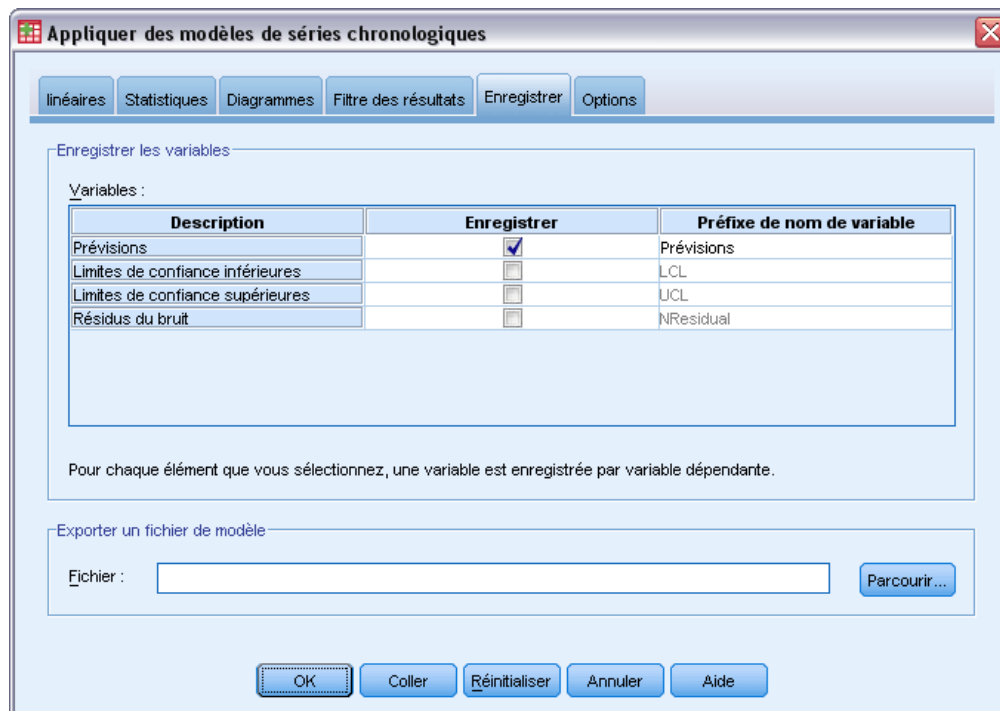 Appliquer des modèles de séries chronologiques
linéaires Statistiques Diagrammes Filtre des résultats Enregistrer Options
Enregistrer les variables
Variables :
Description Enregistrer Préfixe de nom de variable
Prévisions Prévisions
Limites de confiance inférieures LCL
Limites de confiance supérieures UCL
Résidus du bruit NResidual
Pour chaque élément que vous sélectionnez, une variable est enregistrée par variable dépendante.
Exporter un fichier de modèle
Fichier : Parcourir...
OK Coller Réinitialiser Annuler Aide